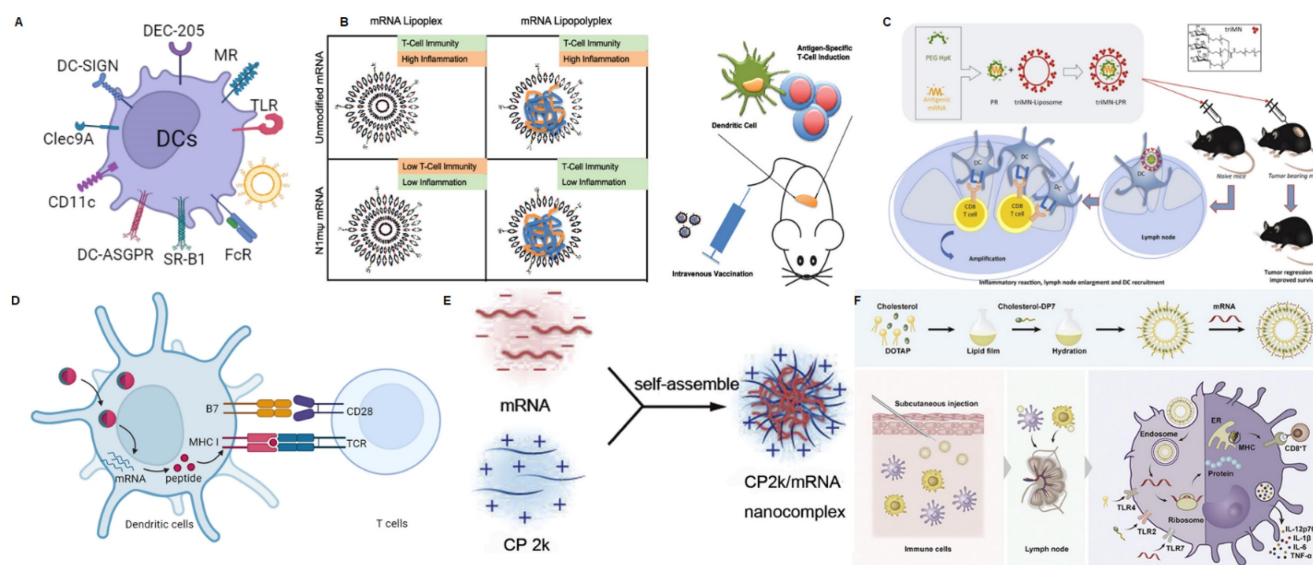 A
DEC-205
DC-SIGN
MR
TLR
Clec9A
DCs
CD11c
DC-ASGPR
SR-B1
FcR
B
mRNA Lipoplex
mRNA Lipopolyplex
Unmodified mRNA
T-Cell Immunity
High Inflammation
T-Cell Immunity
High Inflammation
N1mψ mRNA
Low T-Cell Immunity
Low Inflammation
T-Cell Immunity
Low Inflammation
Antigen-Specific
T-Cell Induction
Dendritic Cell
Intravenous Vaccination
C
triMN
PEG HpK
Antigenic
mRNA
PR
triMN-Liposome
triMN-LPR
DC
DC
DC
DC
CD8
T cell
CD8
T cell
Amplification
Lymph node
Naive mice
Tumor bearing m
Inflammatory reaction, lymph node enlargment and DC recruitment
Tumor regression
improved surviv
D
B7
CD28
MHC I
TCR
mRNA
peptide
Dendritic cells
T cells
E
mRNA
self-assemble
CP 2k
CP2k/mRNA
nanocomplex
F
Cholesterol
DOTAP
Lipid film
Cholesterol-DP7
Hydration
mRNA
Subcutaneous injection
Immune cells
Lymph node
Endosome
ER
MHC
CD8+T
Protein
Ribosome
TLR4
TLR2
TLR7
IL-12p70
IL-1β
IL-6
TNF-α